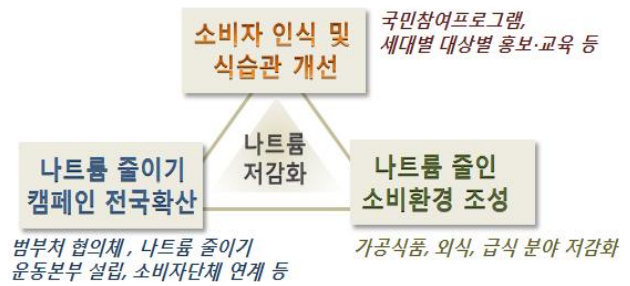 소비자 인식 및
식습관 개선
국민참여프로그램,
세대별 대상별 홍보·교육 등
나트륨
저감화
나트륨 줄이기
캠페인 전국확산
나트륨 줄인
소비환경 조성
범부처 협의체 , 나트륨 줄이기
운동본부 설립, 소비자단체 연계 등
가공식품, 외식, 급식 분야 저감화